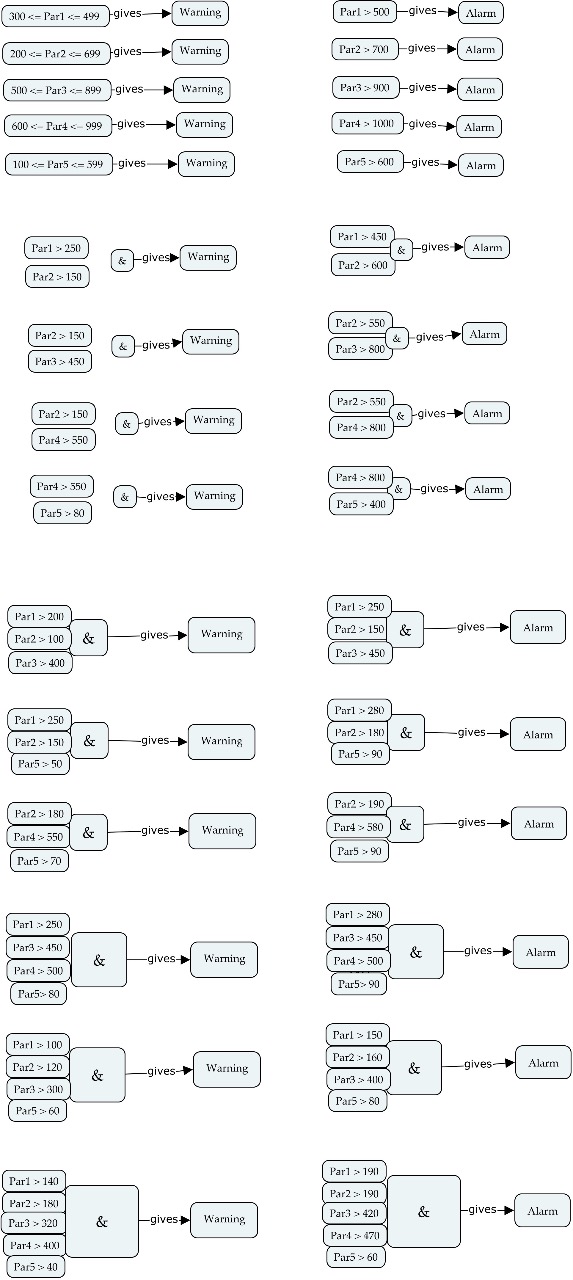 300 <= Par1 <= 499 gives Warning
Par1 > 500 gives Alarm
200 <= Par2 <= 699 gives Warning
Par2 > 700 gives Alarm
500 <= Par3 <= 899 gives Warning
Par3 > 900 gives Alarm
600 <= Par4 <= 999 gives Warning
Par4 > 1000 gives Alarm
100 <= Par5 <= 599 gives Warning
Par5 > 600 gives Alarm
Par1 > 250
Par2 > 150
& gives Warning
Par1 > 450
Par2 > 600
& gives Alarm
Par2 > 150
Par3 > 450
& gives Warning
Par2 > 550
Par3 > 800
& gives Alarm
Par2 > 150
Par4 > 550
& gives Warning
Par2 > 550
Par4 > 800
& gives Alarm
Par4 > 550
Par5 > 80
& gives Warning
Par4 > 800
Par5 > 400
& gives Alarm
Par1 > 200
Par2 > 100
Par3 > 400
& gives Warning
Par1 > 250
Par2 > 150
Par3 > 450
& gives Alarm
Par1 > 250
Par2 > 150
Par5 > 50
& gives Warning
Par1 > 280
Par2 > 180
Par5 > 90
& gives Alarm
Par2 > 180
Par4 > 550
Par5 > 70
& gives Warning
Par2 > 190
Par4 > 580
Par5 > 90
& gives Alarm
Par1 > 250
Par3 > 450
Par4 > 500
Par5> 80
& gives Warning
Par1 > 280
Par3 > 450
Par4 > 500
Par5> 90
& gives Alarm
Par1 > 100
Par2 > 120
Par3 > 300
Par5 > 60
& gives Warning
Par1 > 150
Par2 > 160
Par3 > 400
Par5 > 80
& gives Alarm
Par1 > 140
Par2 > 180
Par3 > 320
Par4 > 400
Par5 > 40
& gives Warning
Par1 > 190
Par2 > 190
Par3 > 420
Par4 > 470
Par5 > 60
& gives Alarm